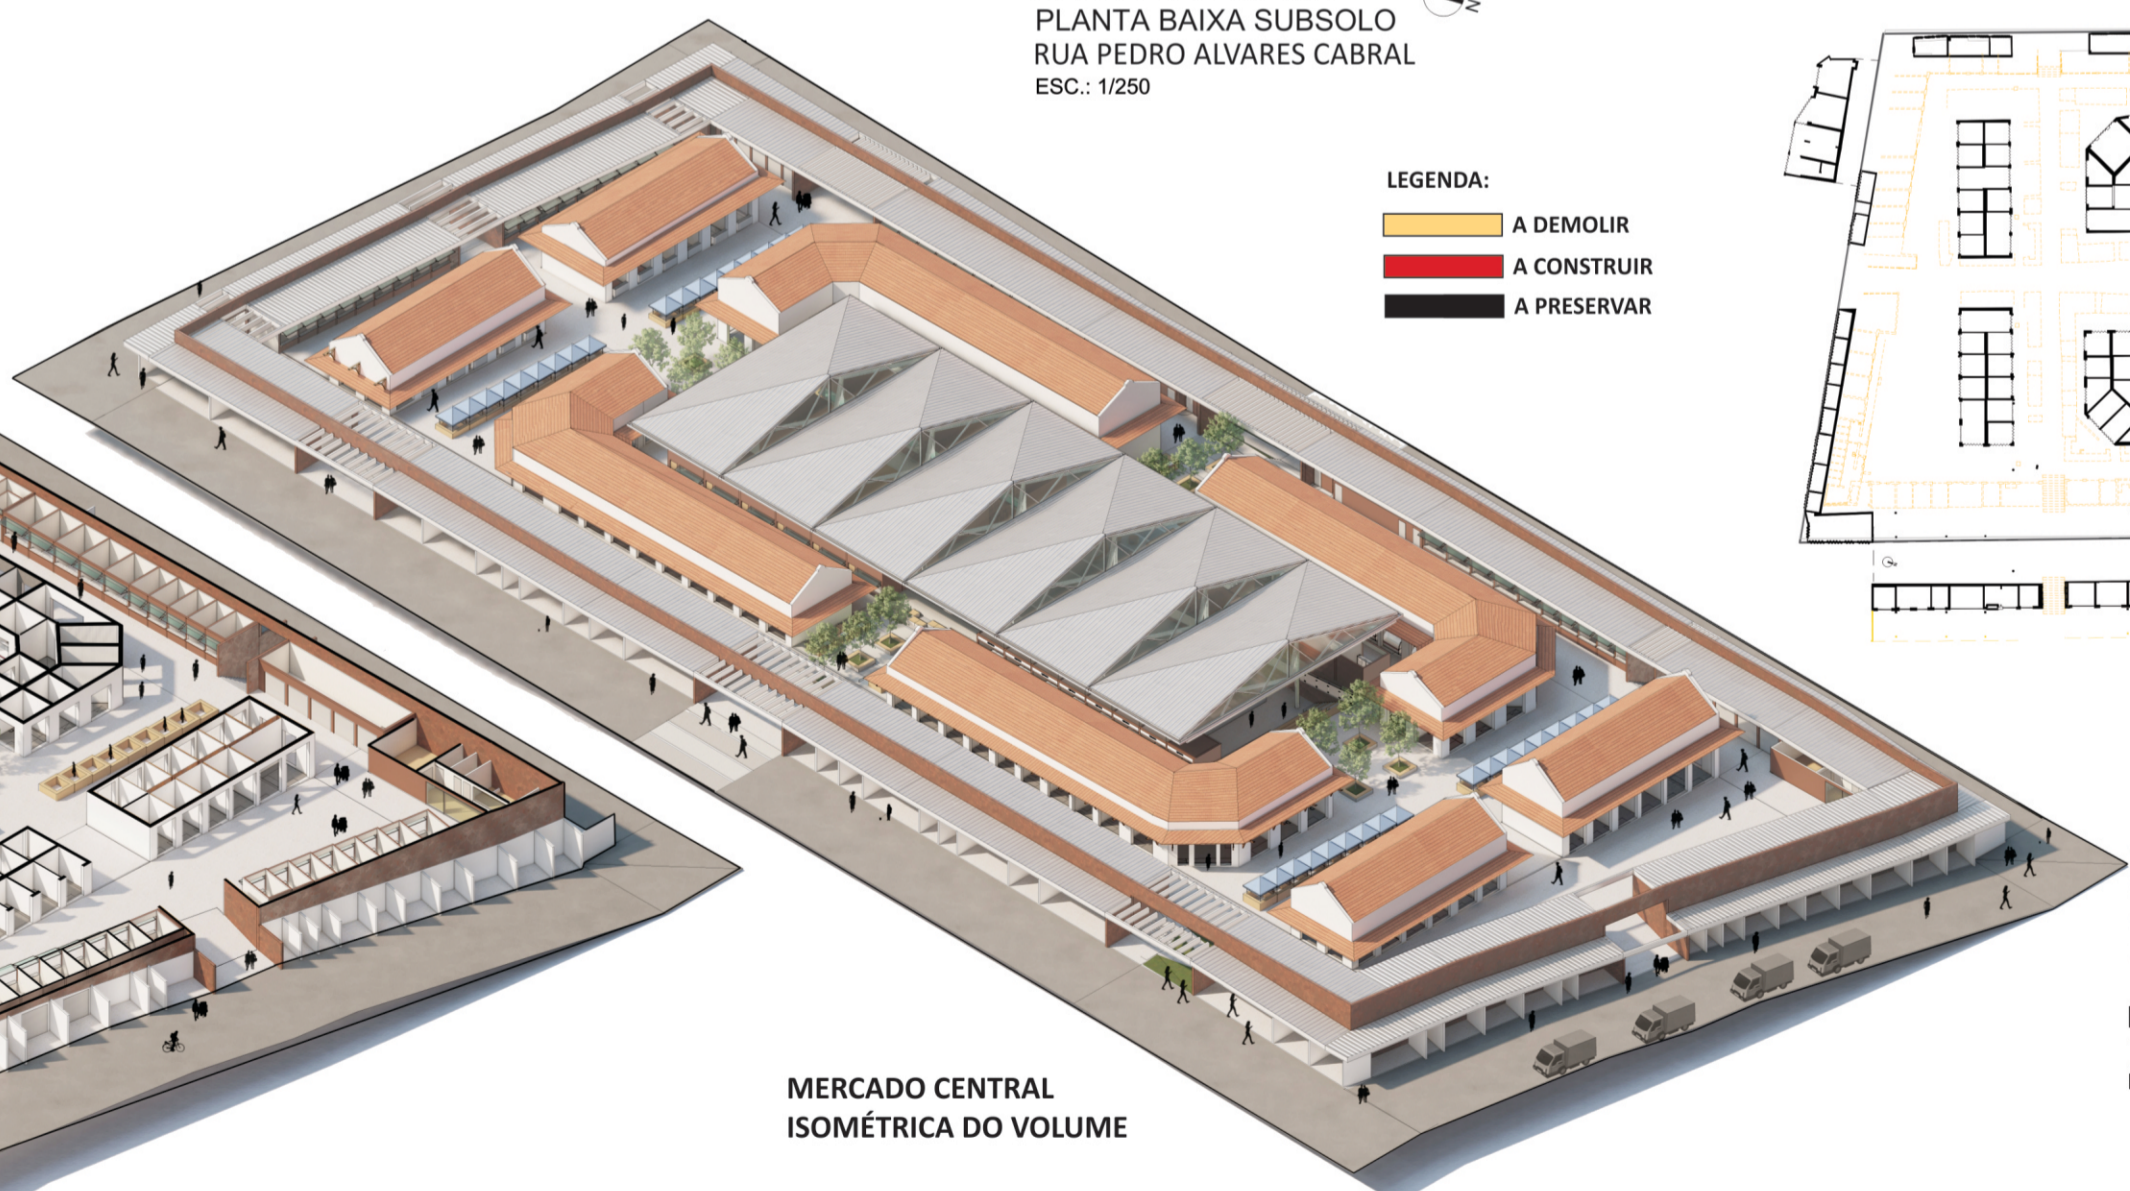 PLANTA BAIXA SUBSOLO
RUA PEDRO ALVARES CABRAL
ESC.: 1/250
LEGENDA:
A DEMOLIR
A CONSTRUIR
A PRESERVAR
MERCADO CENTRAL
ISOMÉTRICA DO VOLUME